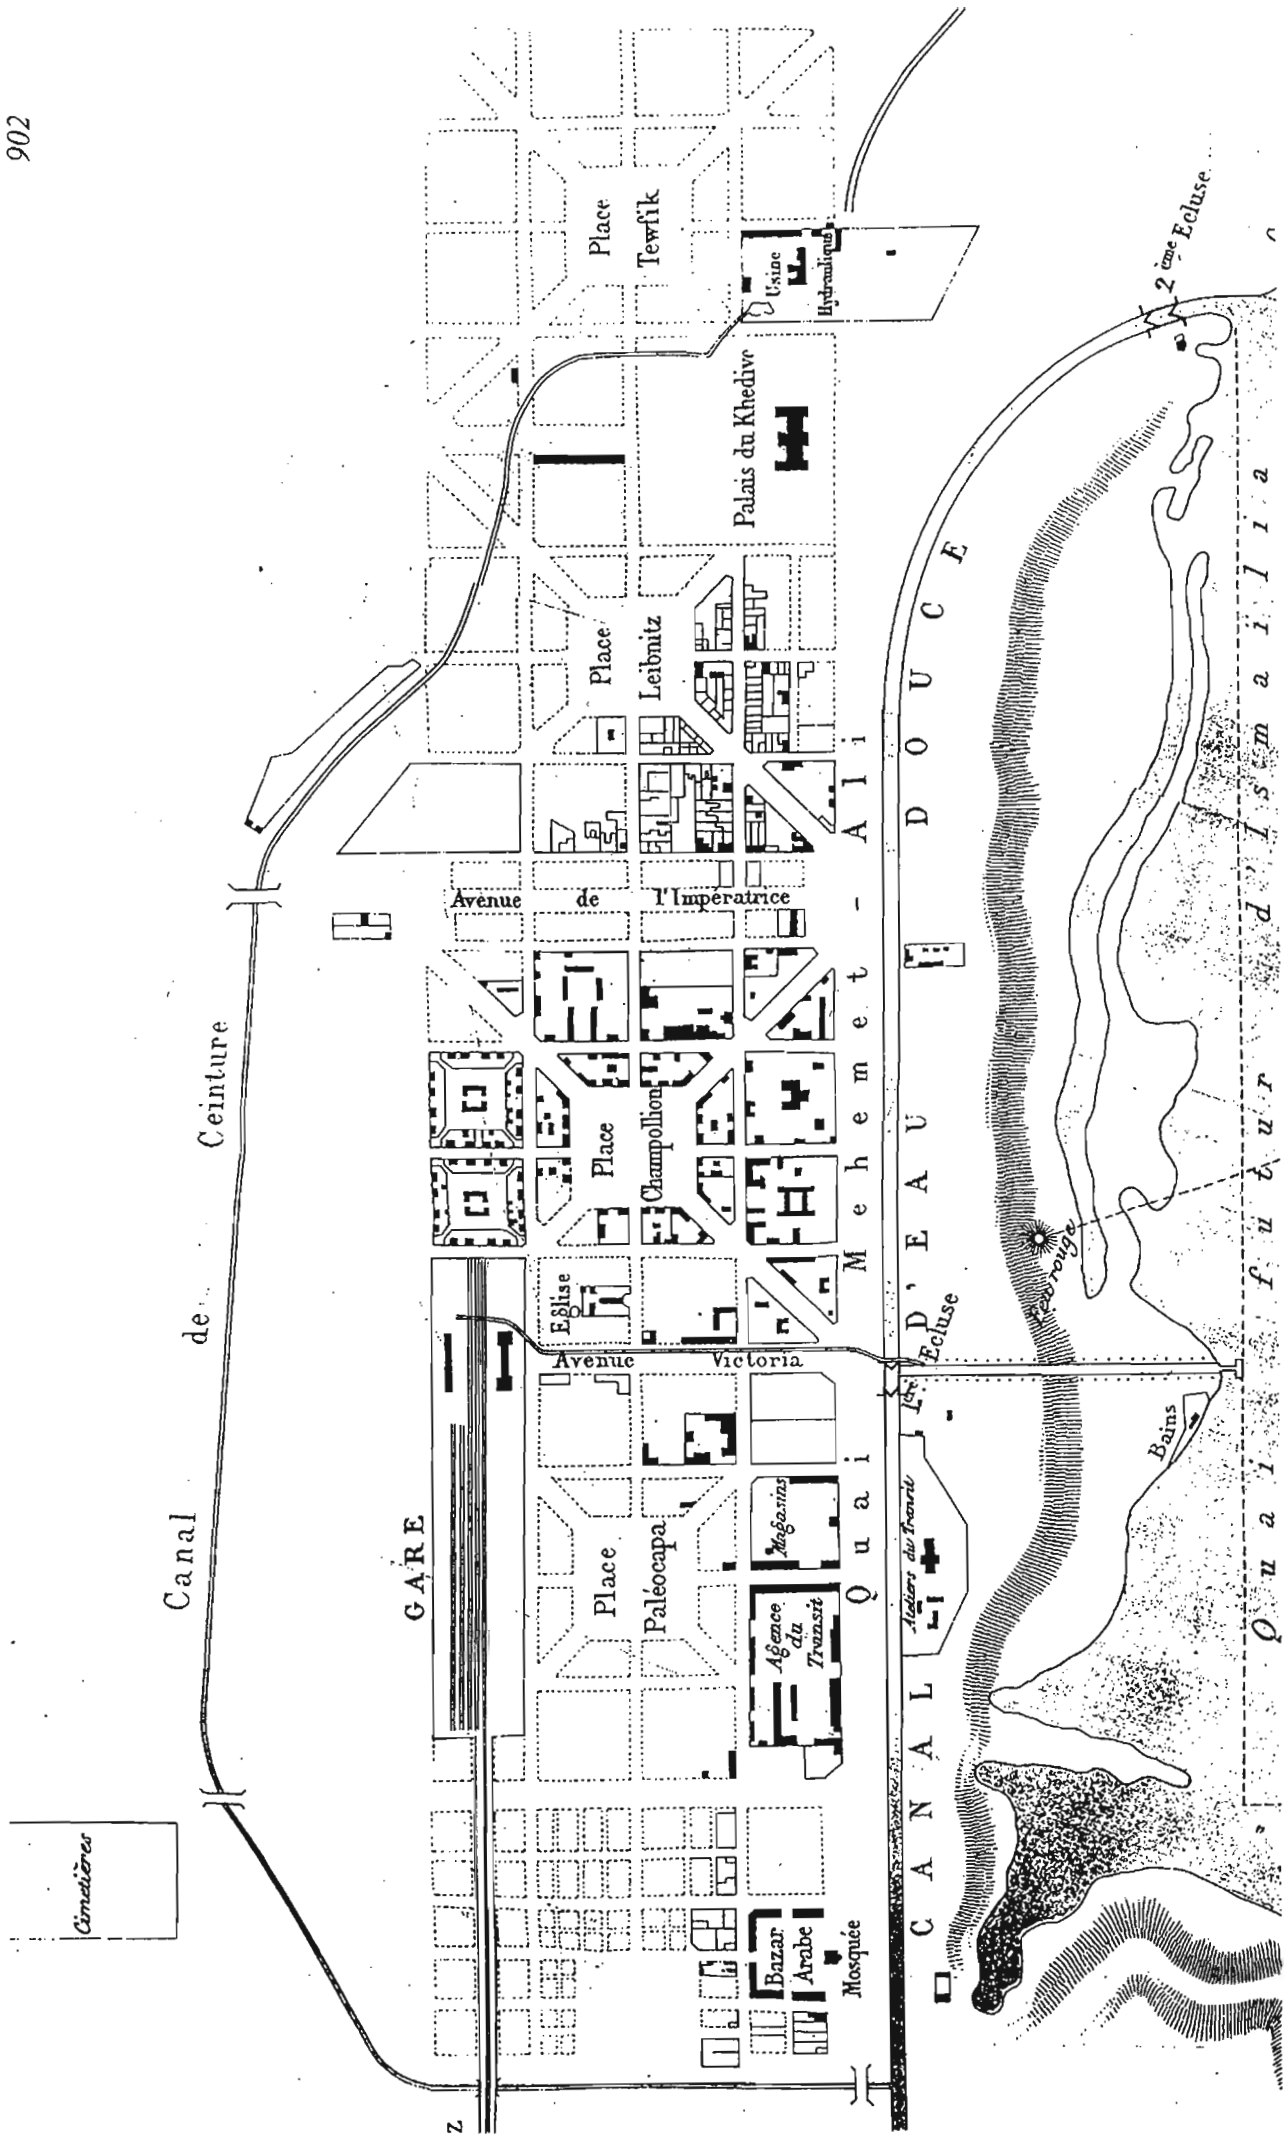 902
Cimetières
Canal
de
Ceinture
GARE
Place
Tewfik
Usine
Hydraulique
Palais du Khedive
Place
Leibnitz
Avenue de l'Impératrice
Place
Champollion
Eglise
Avenue Victoria
Place
Paléocapa
Magasins
Agence
du
Transit
Bazar
Arabe
Mosquée
Quai Mehemet-Ali
CANAL D'EAU DOUCE
Ateliers du Transit
1ère Ecluse
2ème Ecluse
Feu rouge
Bains
Quai futur d'Ismaïlia
z